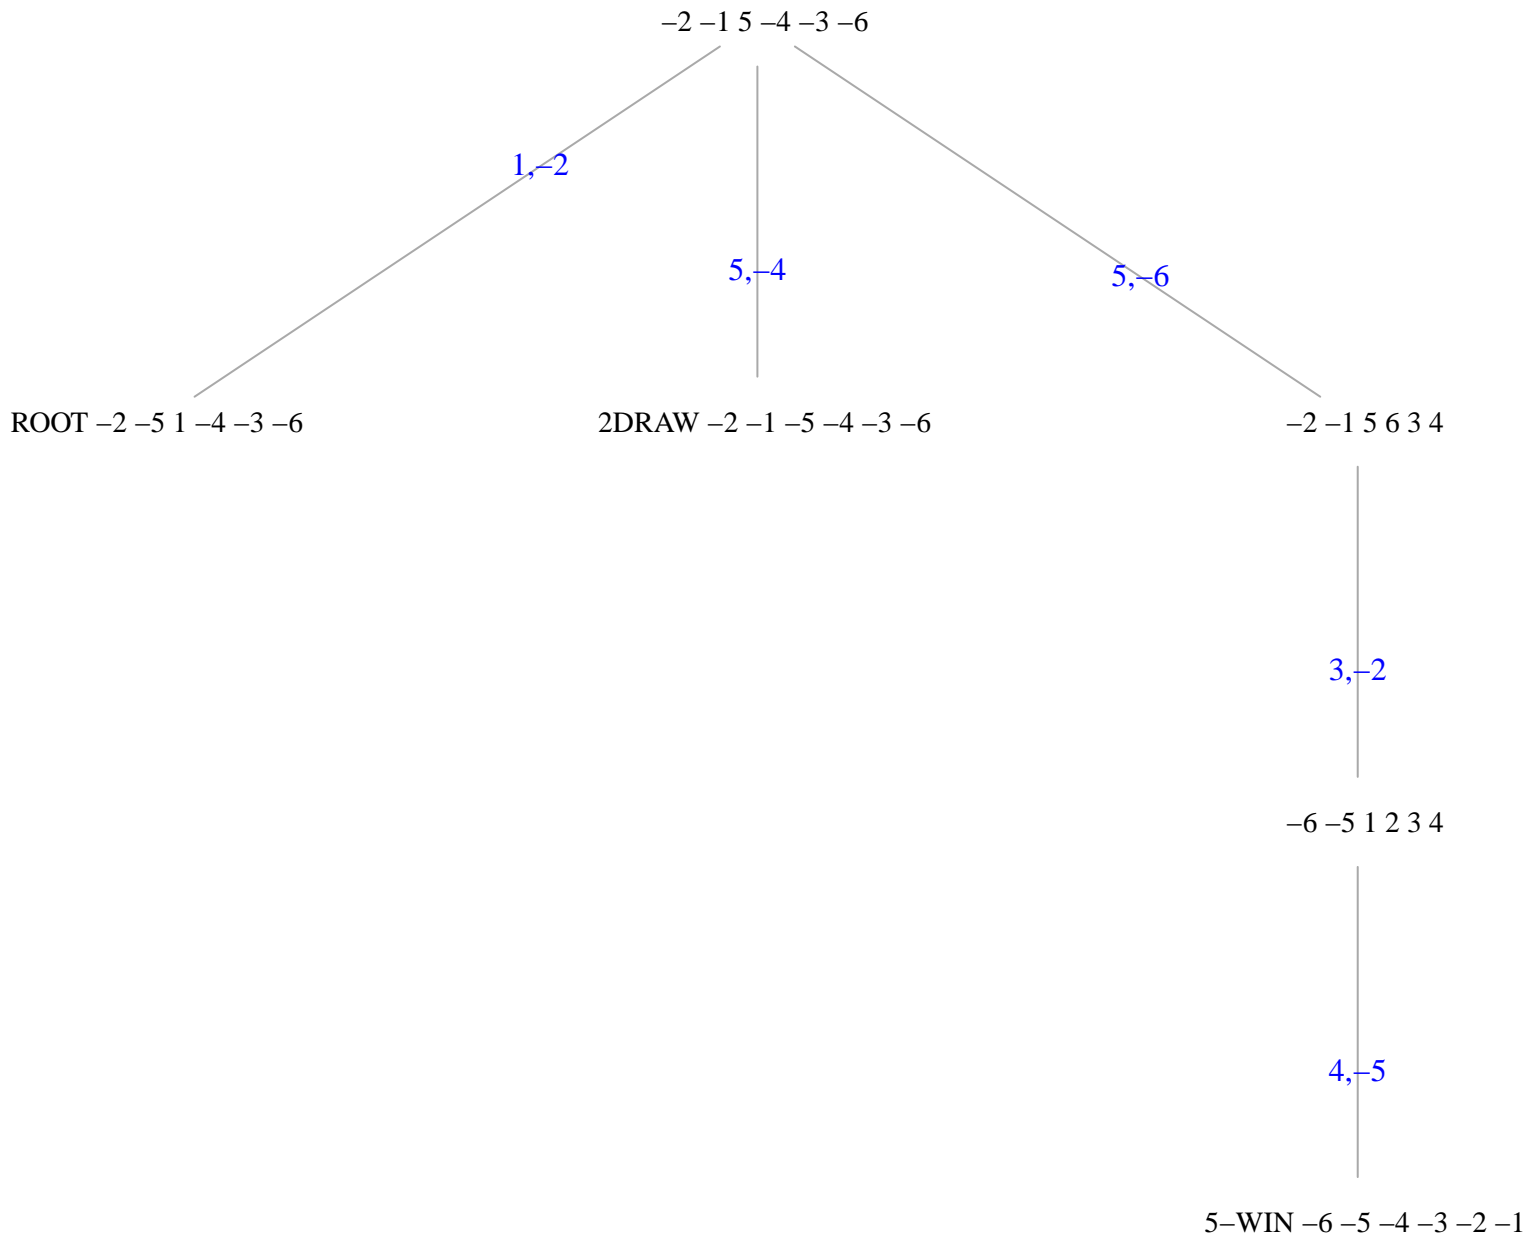 –2 –1 5 –4 –3 –6
1,–2
5,–4
5,–6
ROOT –2 –5 1 –4 –3 –6
2DRAW –2 –1 –5 –4 –3 –6
–2 –1 5 6 3 4
3,–2
–6 –5 1 2 3 4
4,–5
5–WIN –6 –5 –4 –3 –2 –1